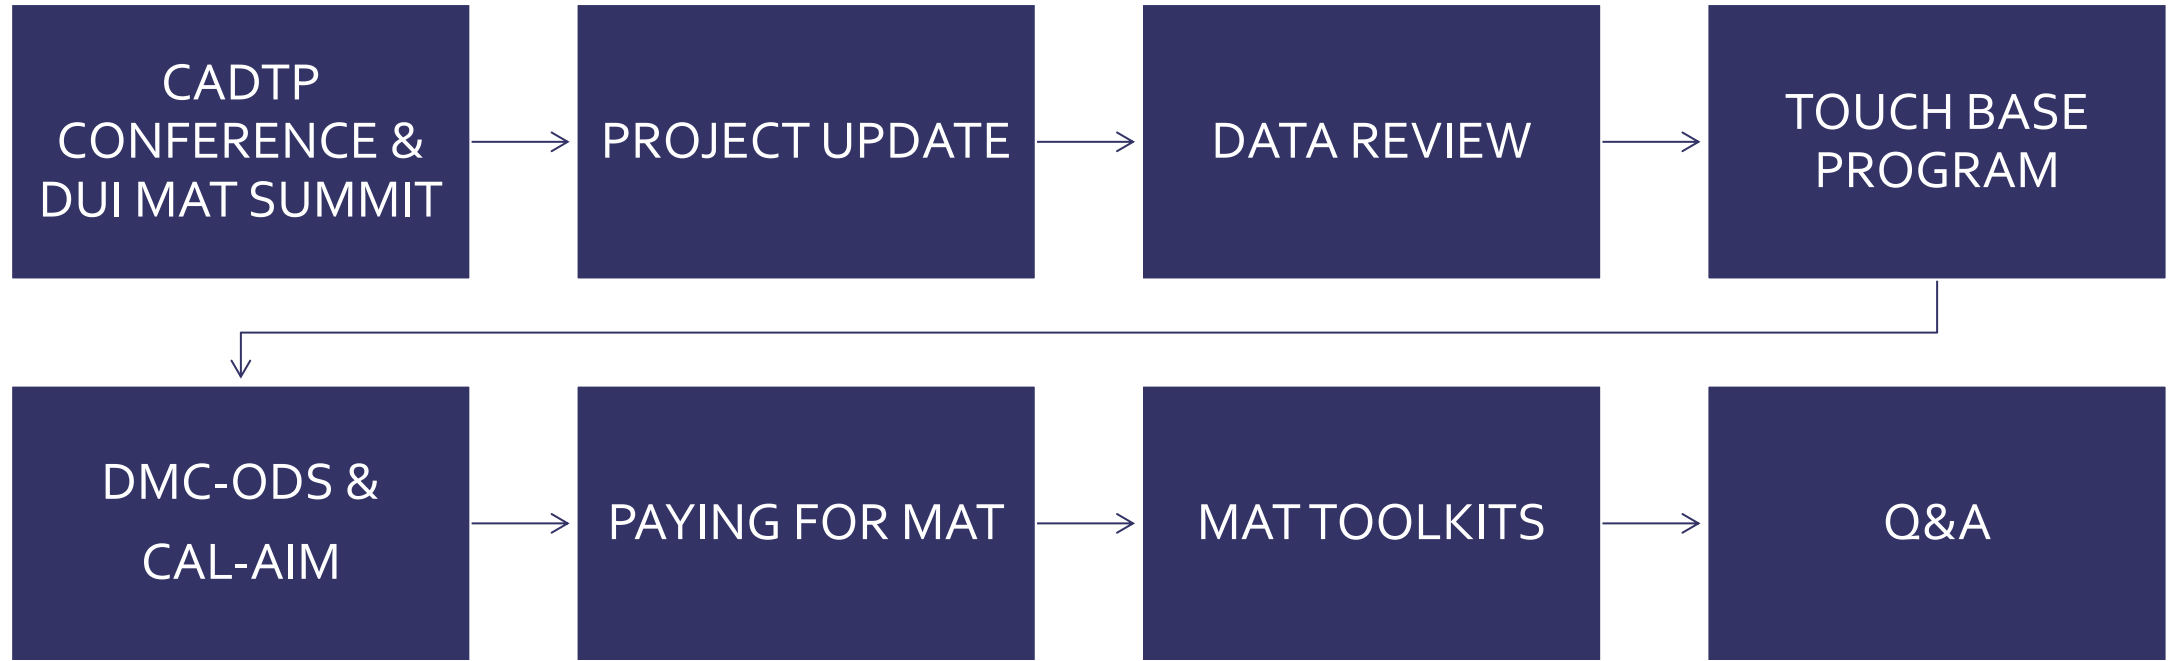 CADTP
CONFERENCE &
DUI MAT SUMMIT
PROJECT UPDATE
DATA REVIEW
TOUCH BASE
PROGRAM
DMC-ODS &
CAL-AIM
PAYING FOR MAT
MAT TOOLKITS
Q&A